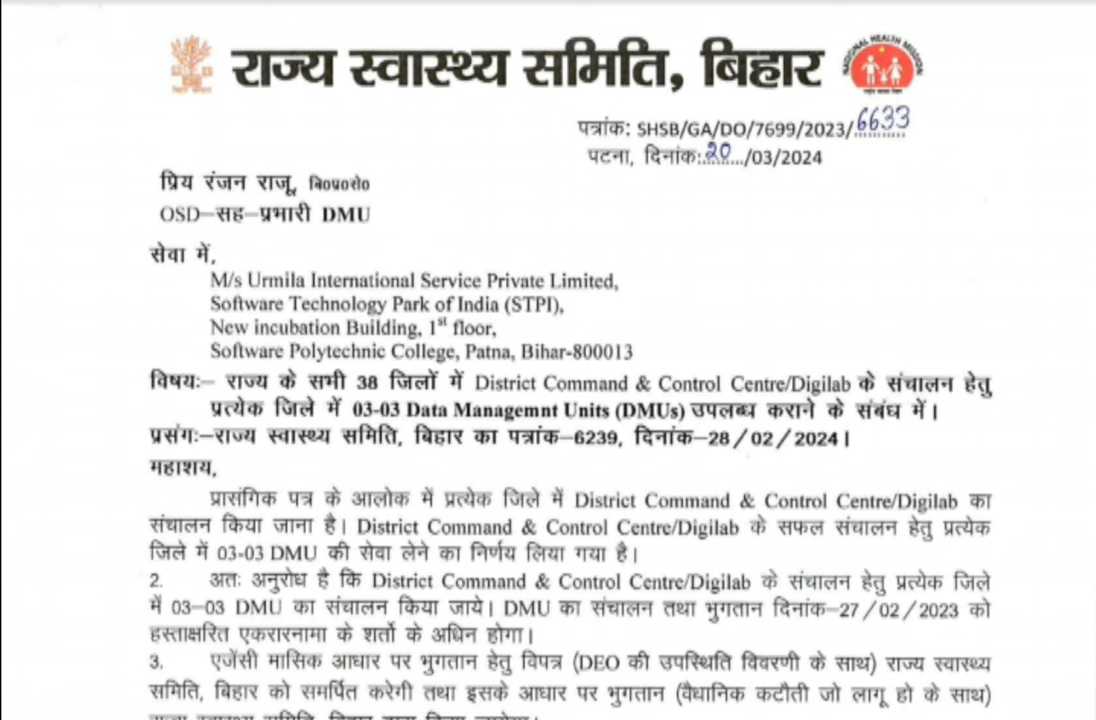 राज्य स्वास्थ्य समिति, बिहार
NATIONAL HEALTH MISSION
पत्रांक: SHSB/GA/DO/7699/2023/6633
पटना, दिनांक:20/03/2024
प्रिय रंजन राजू, बि०प्र०से०
OSD–सह–प्रभारी DMU
सेवा में,
M/s Urmila International Service Private Limited,
Software Technology Park of India (STPI),
New incubation Building, 1st floor,
Software Polytechnic College, Patna, Bihar-800013
विषय:– राज्य के सभी 38 जिलों में District Command & Control Centre/Digilab के संचालन हेतु
प्रत्येक जिले में 03-03 Data Managemnt Units (DMUs) उपलब्ध कराने के संबंध में।
प्रसंग:–राज्य स्वास्थ्य समिति, बिहार का पत्रांक–6239, दिनांक–28/02/2024।
महाशय,
प्रासंगिक पत्र के आलोक में प्रत्येक जिले में District Command & Control Centre/Digilab का
संचालन किया जाना है। District Command & Control Centre/Digilab के सफल संचालन हेतु प्रत्येक
जिले में 03-03 DMU की सेवा लेने का निर्णय लिया गया है।
2. अतः अनुरोध है कि District Command & Control Centre/Digilab के संचालन हेतु प्रत्येक जिले
में 03–03 DMU का संचालन किया जाये। DMU का संचालन तथा भुगतान दिनांक–27/02/2023 को
हस्ताक्षरित एकरारनामा के शर्तो के अधिन होगा।
3. एजेंसी मासिक आधार पर भुगतान हेतु विपत्र (DEO की उपस्थिति विवरणी के साथ) राज्य स्वास्थ्य
समिति, बिहार को समर्पित करेगी तथा इसके आधार पर भुगतान (वैधानिक कटौती जो लागू हो के साथ)